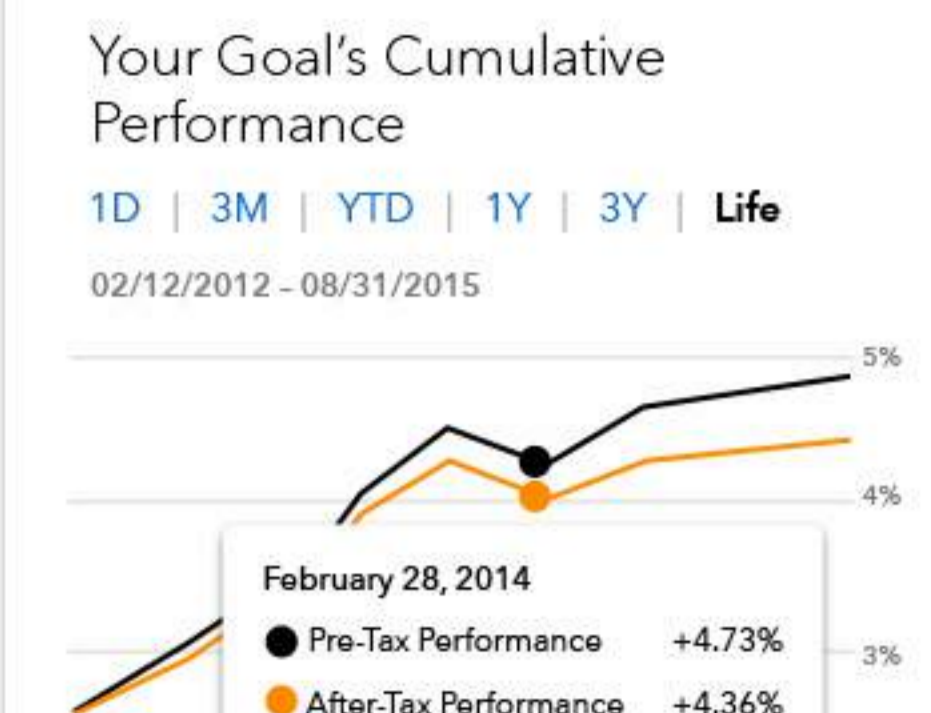 Your Goal's Cumulative
Performance
1D | 3M | YTD | 1Y | 3Y | Life
02/12/2012 - 08/31/2015
5%
4%
February 28, 2014
Pre-Tax Performance +4.73%
3%
After-Tax Performance +4.36%